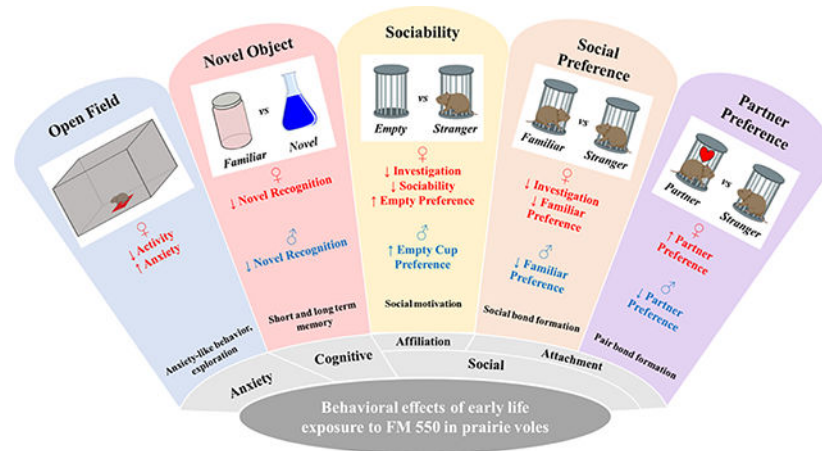 Open Field
♀
↓ Activity
↑ Anxiety
Anxiety-like behavior,
exploration
Novel Object
Familiar
vs
Novel
♀
↓ Novel Recognition
♂
↓ Novel Recognition
Short and long term
memory
Sociability
Empty
vs
Stranger
♀
↓ Investigation
↓ Sociability
↑ Empty Preference
♂
↑ Empty Cup
Preference
Social motivation
Social
Preference
Familiar
vs
Stranger
♀
↓ Investigation
↓ Familiar
Preference
♂
↓ Familiar
Preference
Social bond formation
Partner
Preference
Partner
vs
Stranger
♀
↑ Partner
Preference
♂
↓ Partner
Preference
Pair bond formation
Anxiety
Cognitive
Affiliation
Social
Attachment
Behavioral effects of early life
exposure to FM 550 in prairie voles